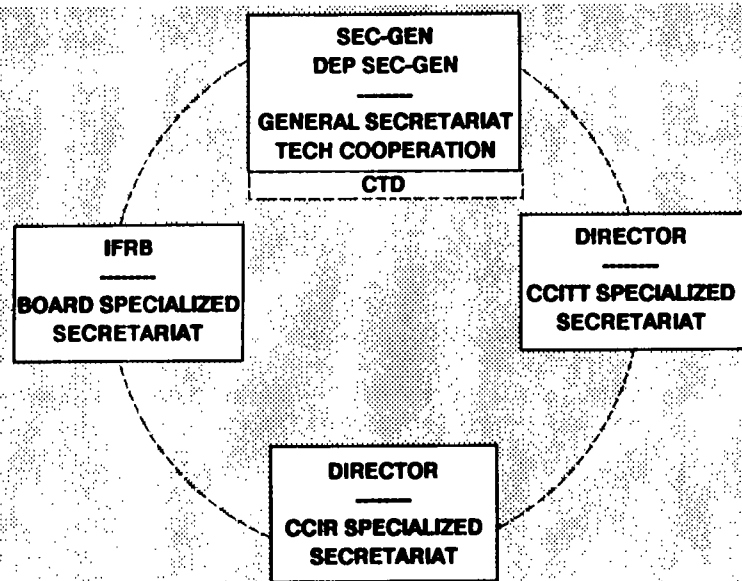 SEC-GEN
DEP SEC-GEN
--------
GENERAL SECRETARIAT
TECH COOPERATION
CTD
IFRB
--------
BOARD SPECIALIZED
SECRETARIAT
DIRECTOR
--------
CCITT SPECIALIZED
SECRETARIAT
DIRECTOR
--------
CCIR SPECIALIZED
SECRETARIAT